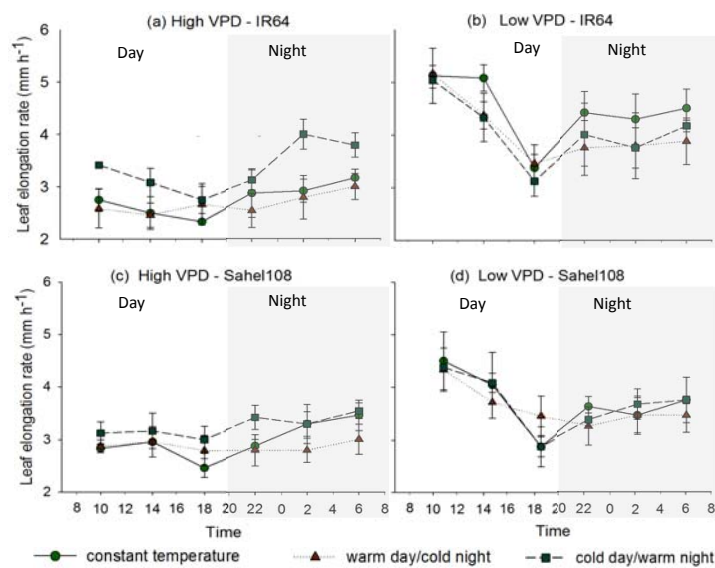 (a) High VPD - IR64
(b) Low VPD - IR64
Day
Night
Day
Night
Leaf elongation rate (mm h-1)
6
5
4
3
2
(c) High VPD - Sahel108
(d) Low VPD - Sahel108
Day
Night
Day
Night
Leaf elongation rate (mm h-1)
6
5
4
3
2
8 10 12 14 16 18 20 22 0 2 4 6 8
8 10 12 14 16 18 20 22 0 2 4 6 8
Time
Time
constant temperature
warm day/cold night
cold day/warm night